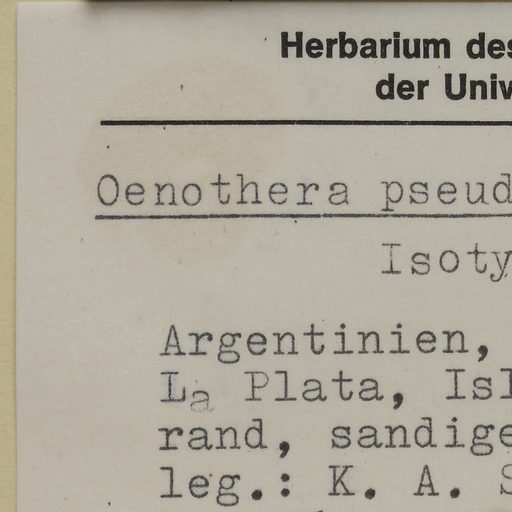 Herbarium des
der Univ
Oenothera pseud
Isoty
Argentinien,
La Plata, Isl
rand, sandige
leg.: K. A. S